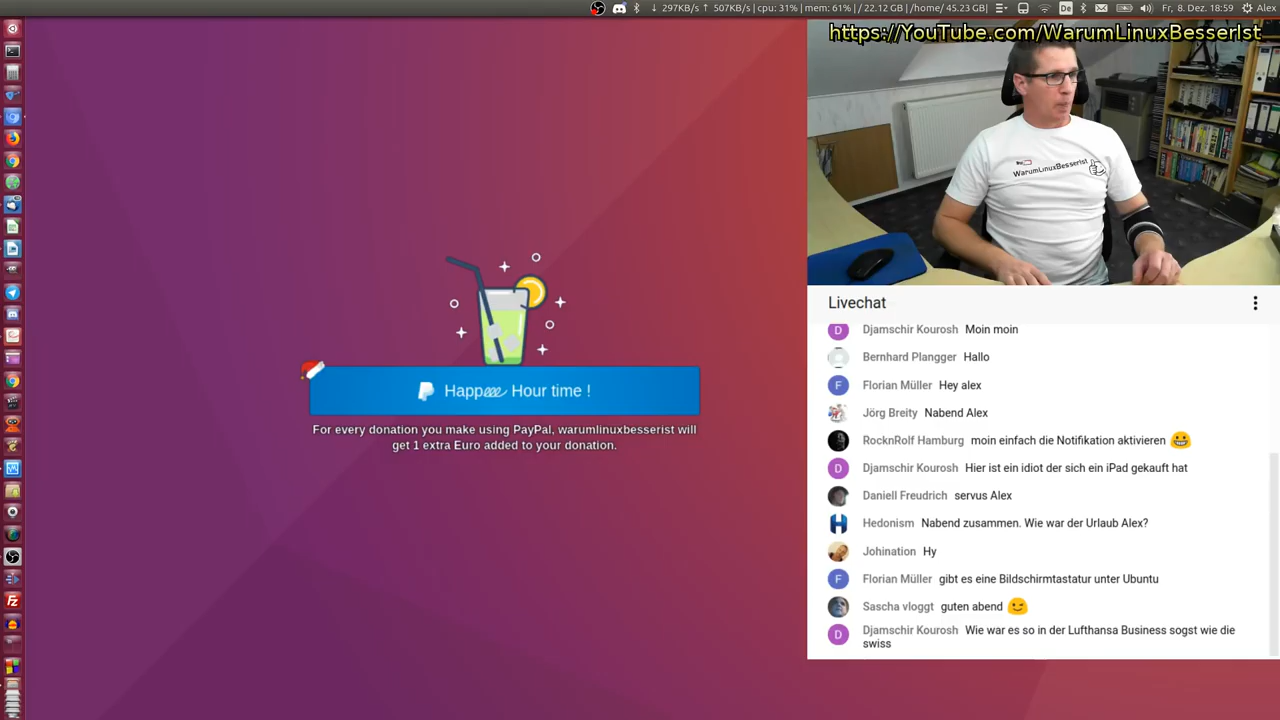 297KB/s 507KB/s |cpu: 31% |mem: 61% |/ 22.12 GB |/home/ 45.23 GB| De Fr, 8. Dez. 18:59 Alex
https://YouTube.com/WarumLinuxBesserIst
WarumLinuxBesserIst
Livechat
Djamschir Kourosh Moin moin
Bernhard Plangger Hallo
Florian Müller Hey alex
Jörg Breity Nabend Alex
RocknRolf Hamburg moin einfach die Notifikation aktivieren 😀
Djamschir Kourosh Hier ist ein idiot der sich ein iPad gekauft hat
Daniell Freudrich servus Alex
Hedonism Nabend zusammen. Wie war der Urlaub Alex?
Johination Hy
Florian Müller gibt es eine Bildschirmtastatur unter Ubuntu
Sascha vloggt guten abend 😉
Djamschir Kourosh Wie war es so in der Lufthansa Business sogst wie die
swiss
Happeee Hour time !
For every donation you make using PayPal, warumlinuxbesserist will
get 1 extra Euro added to your donation.